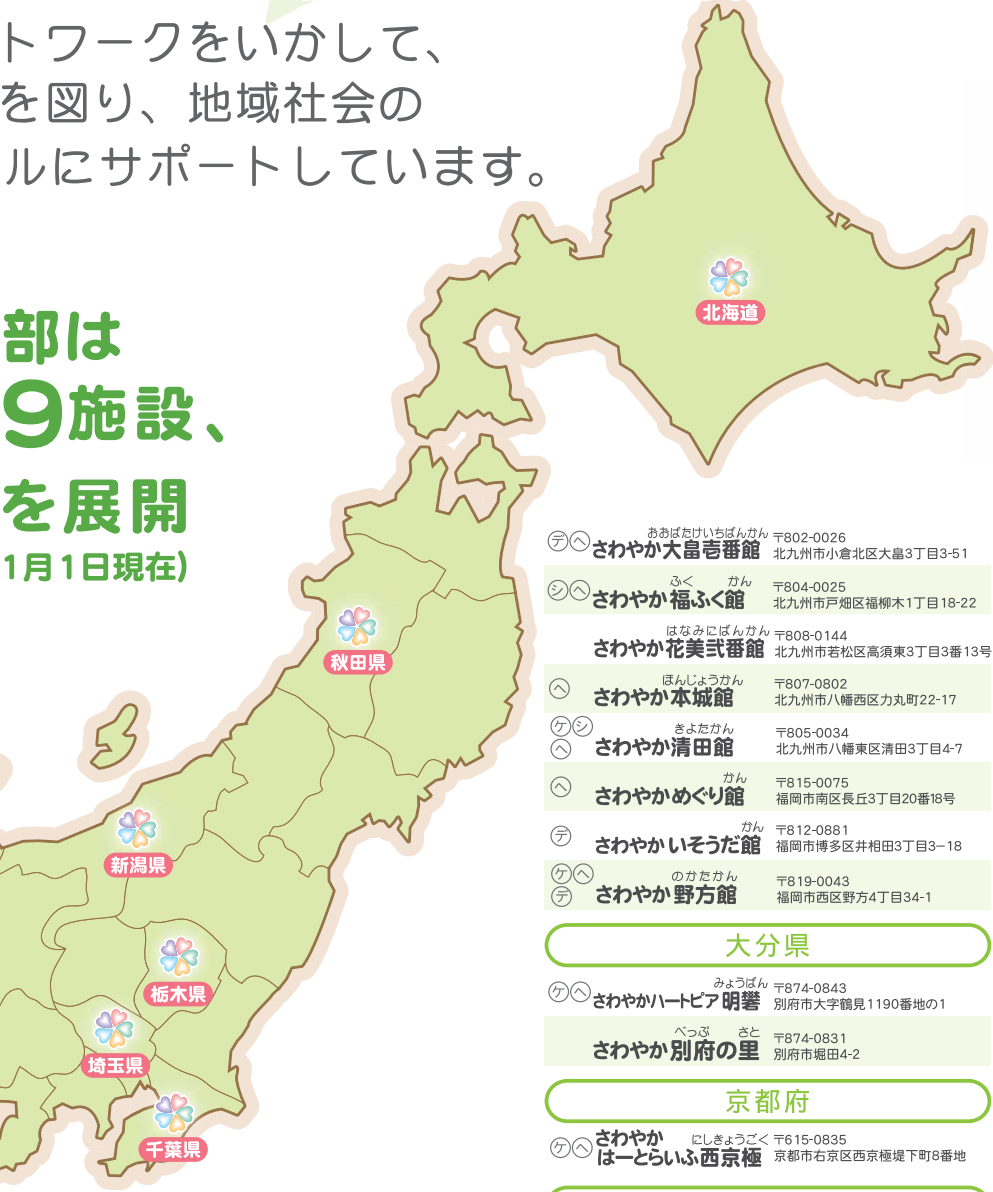 トワークをいかして、
を図り、地域社会の
ルにサポートしています。
部は
9施設、
を展開
1月1日現在)
北海道
秋田県
新潟県
栃木県
埼玉県
千葉県
デ ヘ さわやか大畠壱番館 おおばたけいちばんかん 〒802-0026
北九州市小倉北区大畠3丁目3-51
シ ヘ さわやか福ふく館 ふく かん 〒804-0025
北九州市戸畑区福柳木1丁目18-22
さわやか花美弐番館 はなみにばんかん 〒808-0144
北九州市若松区高須東3丁目3番13号
ヘ さわやか本城館 ほんじょうかん 〒807-0802
北九州市八幡西区力丸町22-17
ケ シ ヘ さわやか清田館 きよたかん 〒805-0034
北九州市八幡東区清田3丁目4-7
ヘ さわやかめぐり館 かん 〒815-0075
福岡市南区長丘3丁目20番18号
デ さわやかいそうだ館 かん 〒812-0881
福岡市博多区井相田3丁目3−18
ケ ヘ デ さわやか野方館 のかたかん 〒819-0043
福岡市西区野方4丁目34-1
大分県
ケ ヘ さわやかハートピア明礬 みょうばん 〒874-0843
別府市大字鶴見1190番地の1
さわやか別府の里 べっぷ さと 〒874-0831
別府市堀田4-2
京都府
ケ ヘ さわやか
はーとらいふ西京極 にしきょうごく 〒615-0835
京都市右京区西京極堤下町8番地